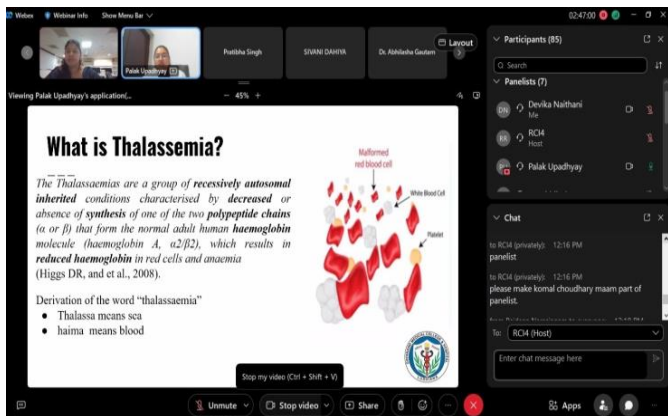 Webex
Webinar Info
Show Menu Bar
02:47:00
Palak Upadhyay
Pratibha Singh
SIVANI DAHIYA
Dr. Abhilasha Gautam
Layout
Viewing Palak Upadhyay's application(...
45%
What is Thalassemia?
The Thalassaemias are a group of recessively autosomal
inherited conditions characterised by decreased or
absence of synthesis of one of the two polypeptide chains
(α or β) that form the normal adult human haemoglobin
molecule (haemoglobin A, α2/β2), which results in
reduced haemoglobin in red cells and anaemia
(Higgs DR, and et al., 2008).
Derivation of the word “thalassaemia”
Thalassa means sea
haima means blood
Malformed
red blood cell
White Blood Cell
Platelet
Stop my video (Ctrl + Shift + V)
Participants (85)
Search
Panelists (7)
DN
Devika Naithani
Me
RCI4
Host
Palak Upadhyay
Chat
to RCI4 (privately): 12:16 PM
panelist
to RCI4 (privately): 12:16 PM
please make komal choudhary maam part of
panelist.
To: RCI4 (Host)
Enter chat message here
Unmute
Stop video
Share
Apps